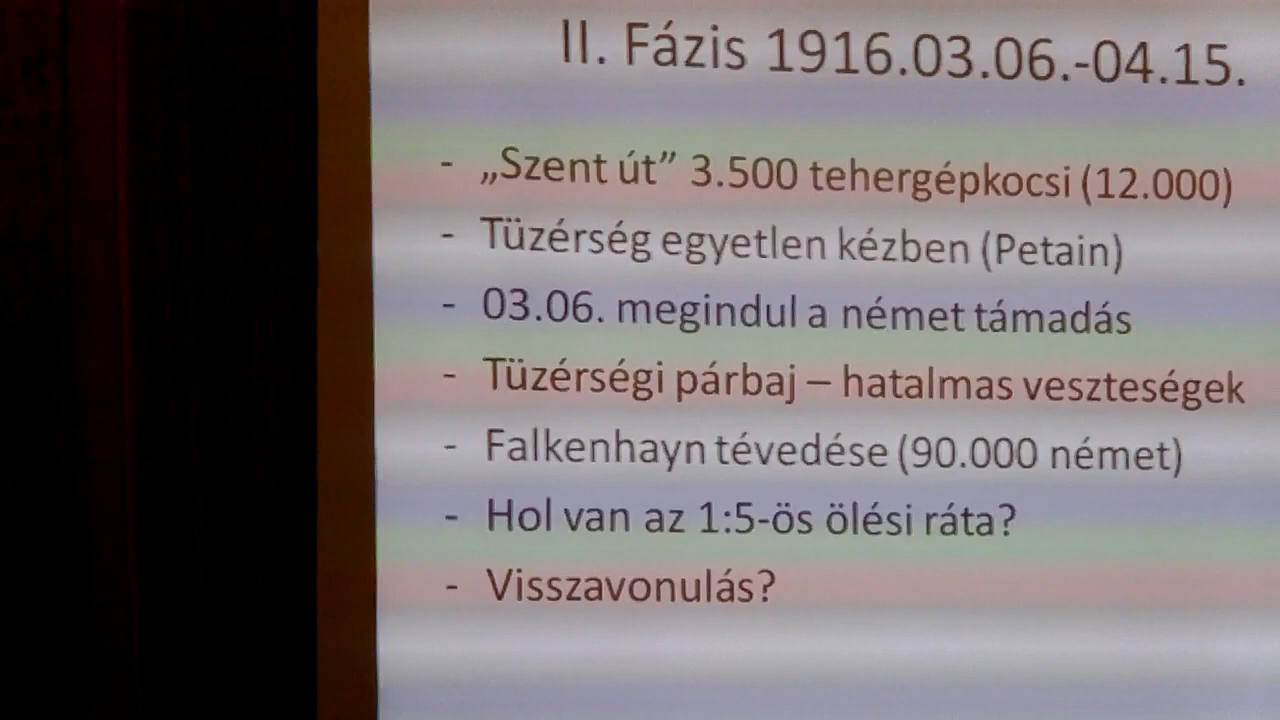 II. Fázis 1916.03.06.-04.15.
- „Szent út” 3.500 tehergépkocsi (12.000)
- Tüzérség egyetlen kézben (Petain)
- 03.06. megindul a német támadás
- Tüzérségi párbaj – hatalmas veszteségek
- Falkenhayn tévedése (90.000 német)
- Hol van az 1:5-ös ölési ráta?
- Visszavonulás?